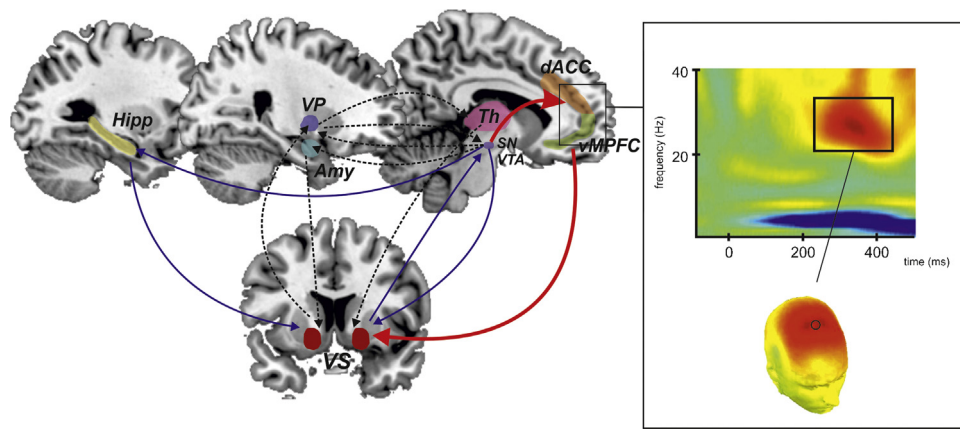 Hipp
VP
Amy
Th
SN
VTA
dACC
vMPFC
VS
40
20
frequency (Hz)
0
200
400
time (ms)